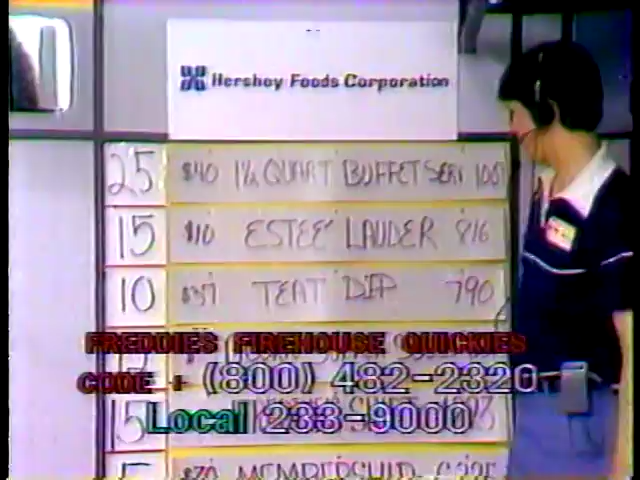 Hershey Foods Corporation
25 $40 1½ QUART BUFFET SERV 1007
15 $10 ESTEE' LAUDER 816
10 $37 TEAT DIP 790
FREDDIES FIREHOUSE QUICKIES
CODE + (800) 482-2320
Local 233-9000
15
MEMBERSHIP